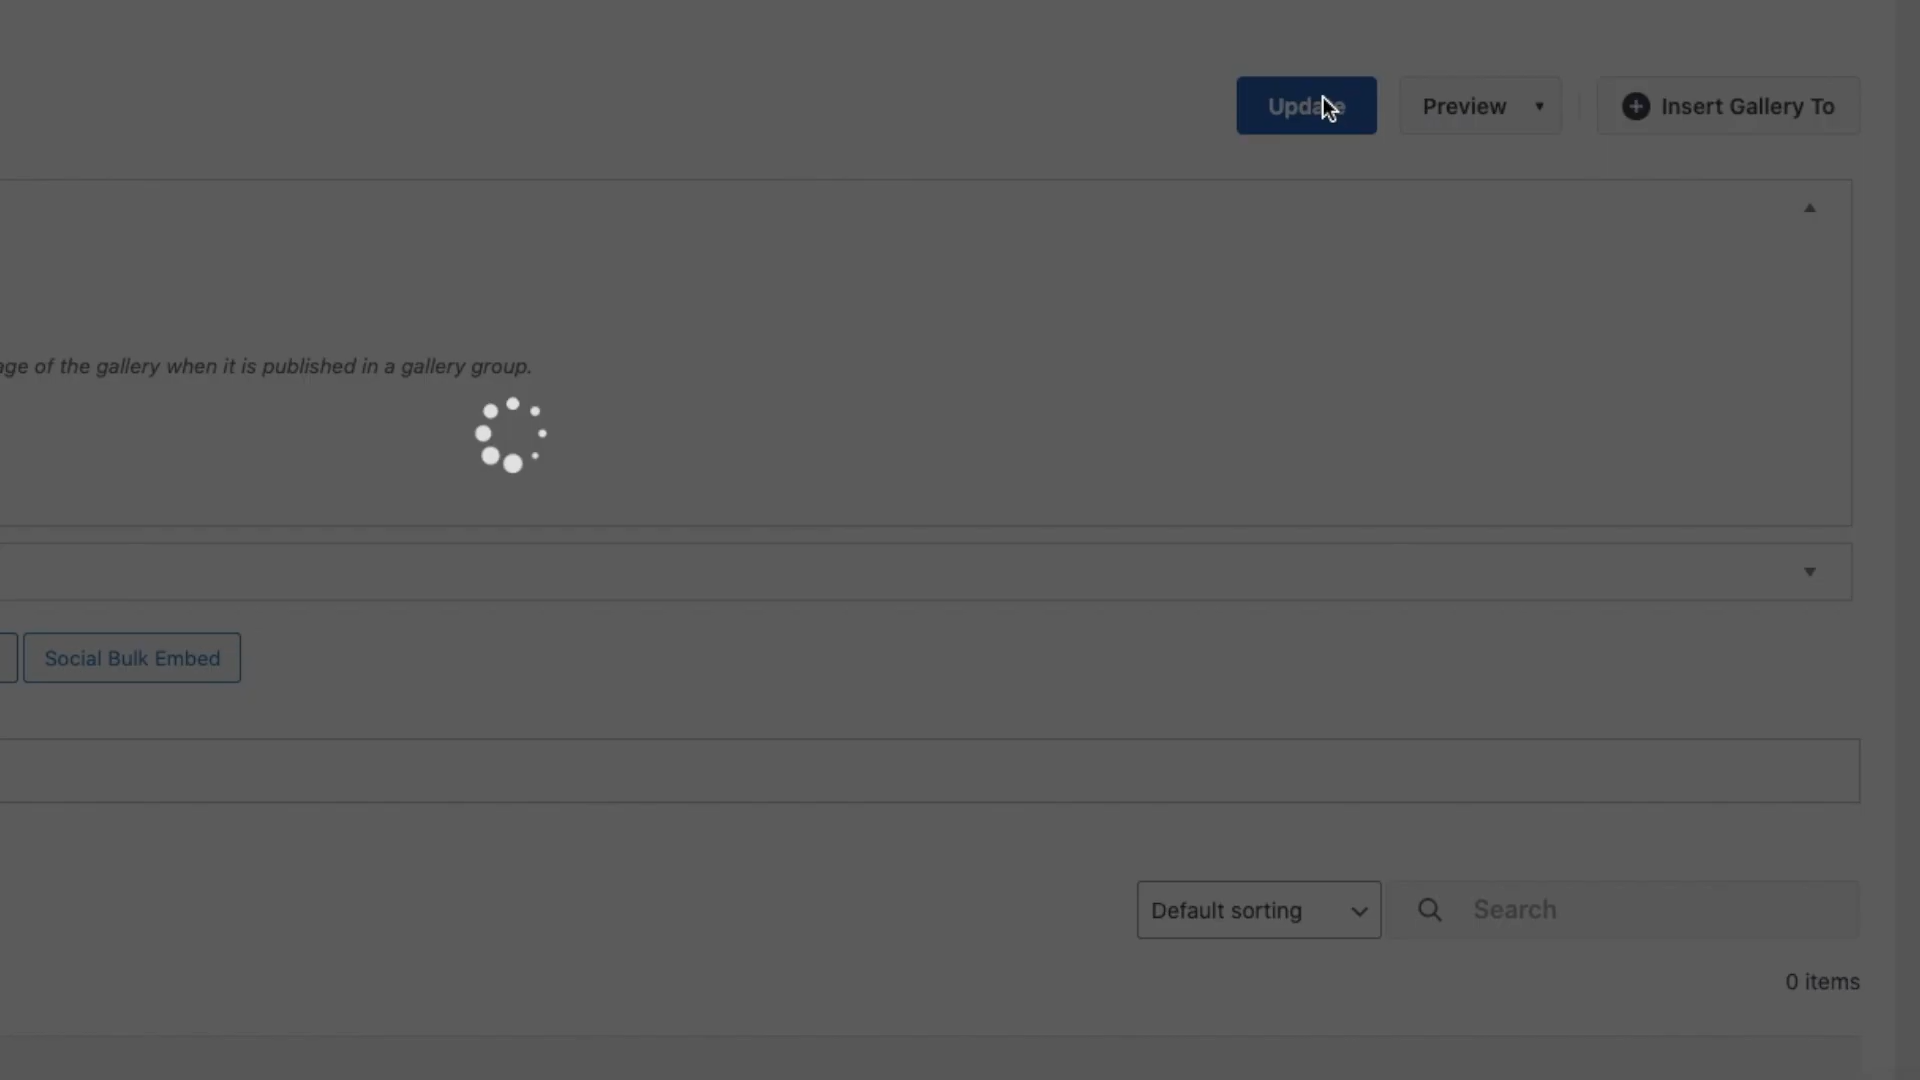 Update
Preview
Insert Gallery To
age of the gallery when it is published in a gallery group.
Social Bulk Embed
Default sorting
Search
0 items